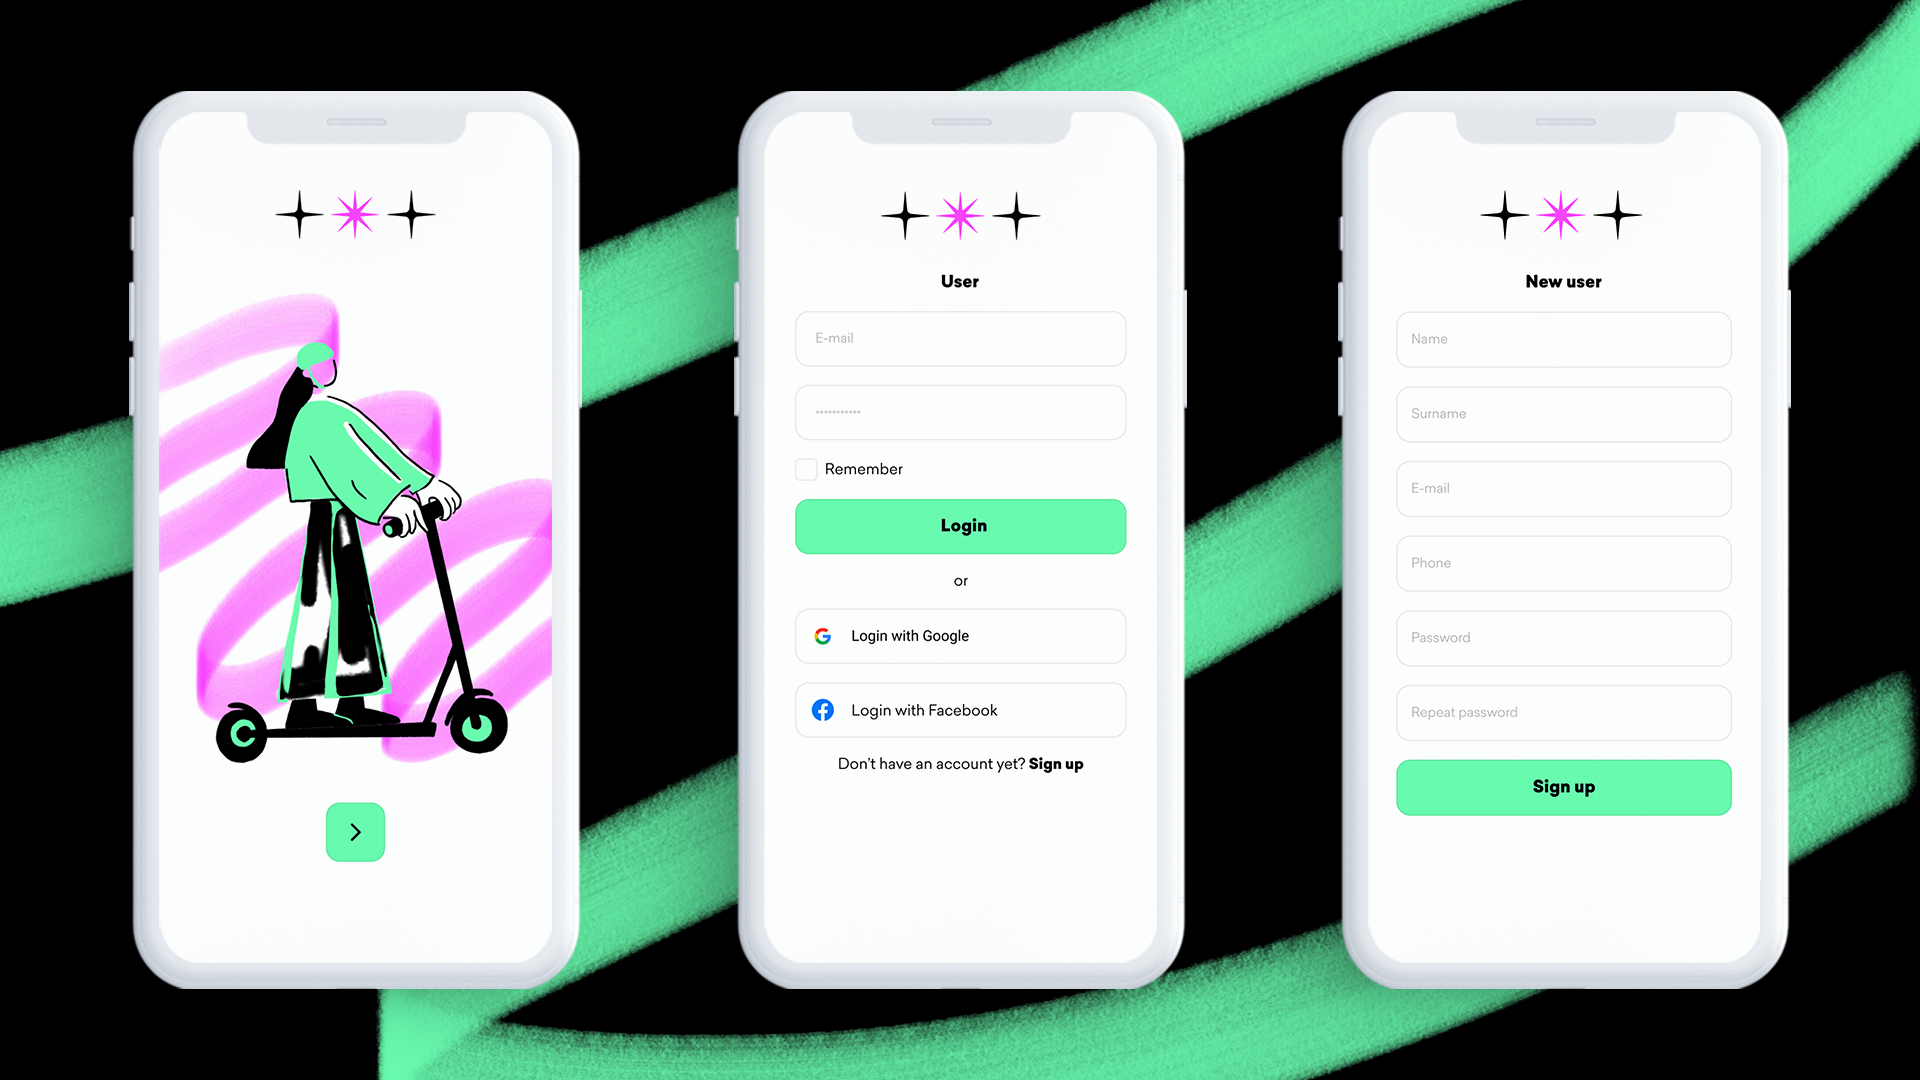 User
E-mail
•••••••••••
Remember
Login
or
Login with Google
Login with Facebook
Don't have an account yet? Sign up
New user
Name
Surname
E-mail
Phone
Password
Repeat password
Sign up